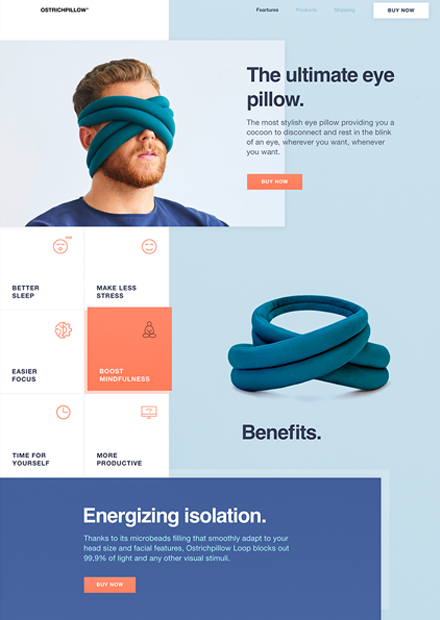 OSTRICHPILLOW™
Feartures Products Shipping BUY NOW
The ultimate eye
pillow.
The most stylish eye pillow providing you a
cocoon to disconnect and rest in the blink
of an eye, wherever you want, whenever
you want.
BUY NOW
BETTER
SLEEP
MAKE LESS
STRESS
EASIER
FOCUS
BOOST
MINDFULNESS
TIME FOR
YOURSELF
MORE
PRODUCTIVE
Benefits.
Energizing isolation.
Thanks to its microbeads filling that smoothly adapt to your
head size and facial features, Ostrichpillow Loop blocks out
99,9% of light and any other visual stimuli.
BUY NOW